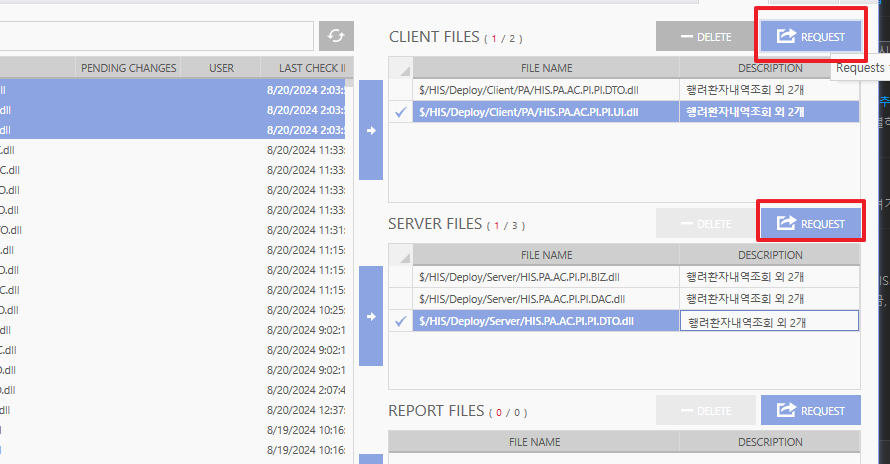 PENDING CHANGES USER LAST CHECK I
ll 8/20/2024 2:03:5
.dll 8/20/2024 2:03:5
.dll 8/20/2024 2:03:5
.dll 8/20/2024 11:33:
C.dll 8/20/2024 11:33:
O.dll 8/20/2024 11:33:
.dll 8/20/2024 11:33:
O.dll 8/20/2024 11:31:
.dll 8/20/2024 11:15:
.dll 8/20/2024 11:15:
C.dll 8/20/2024 11:15:
O.dll 8/20/2024 10:25:
.dll 8/20/2024 9:02:1
C.dll 8/20/2024 9:02:1
O.dll 8/20/2024 9:02:1
.dll 8/20/2024 2:07:4
.dll 8/20/2024 12:37:
8/19/2024 10:16:
8/19/2024 10:16:
CLIENT FILES ( 1 / 2 ) DELETE REQUEST
Requests
FILE NAME DESCRIPTION
$/HIS/Deploy/Client/PA/HIS.PA.AC.PI.PI.DTO.dll 행려환자내역조회 외 2개
$/HIS/Deploy/Client/PA/HIS.PA.AC.PI.PI.UI.dll 행려환자내역조회 외 2개
SERVER FILES ( 1 / 3 ) DELETE REQUEST
FILE NAME DESCRIPTION
$/HIS/Deploy/Server/HIS.PA.AC.PI.PI.BIZ.dll 행려환자내역조회 외 2개
$/HIS/Deploy/Server/HIS.PA.AC.PI.PI.DAC.dll 행려환자내역조회 외 2개
$/HIS/Deploy/Server/HIS.PA.AC.PI.PI.DTO.dll 행려환자내역조회 외 2개
REPORT FILES ( 0 / 0 ) DELETE REQUEST
FILE NAME DESCRIPTION